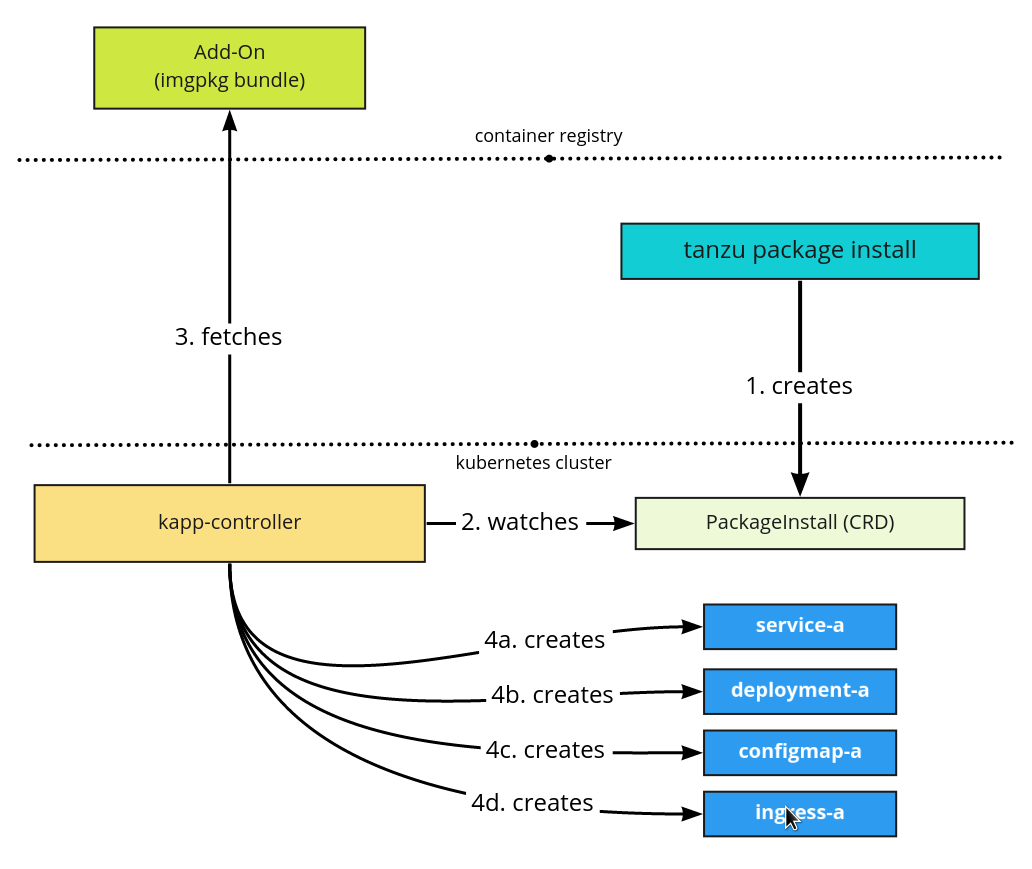 Add-On
(imgpkg bundle)
container registry
tanzu package install
3. fetches
1. creates
kubernetes cluster
kapp-controller
2. watches
PackageInstall (CRD)
4a. creates
service-a
4b. creates
deployment-a
4c. creates
configmap-a
4d. creates
ingress-a